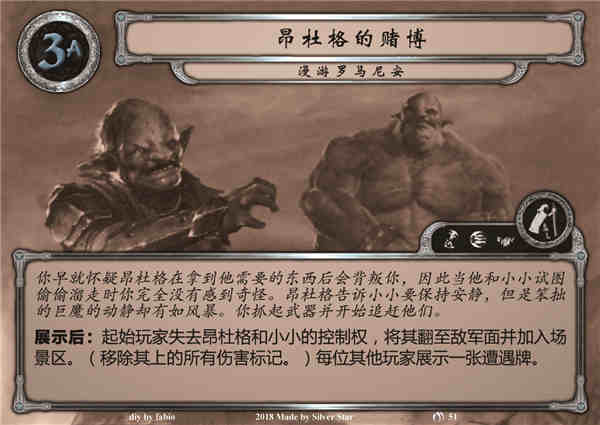 3A
昂杜格的赌博
漫游罗马尼安
你早就怀疑昂杜格在拿到他需要的东西后会背叛你，因此当他和小小试图
偷偷溜走时你完全没有感到奇怪。昂杜格告诉小小要保持安静，但是笨拙
的巨魔的动静却有如风暴。你抓起武器并开始追赶他们。
展示后：起始玩家失去昂杜格和小小的控制权，将其翻至敌军面并加入场
景区。（移除其上的所有伤害标记。）每位其他玩家展示一张遭遇牌。
diy by fabio
2018 Made by Silver Star
51